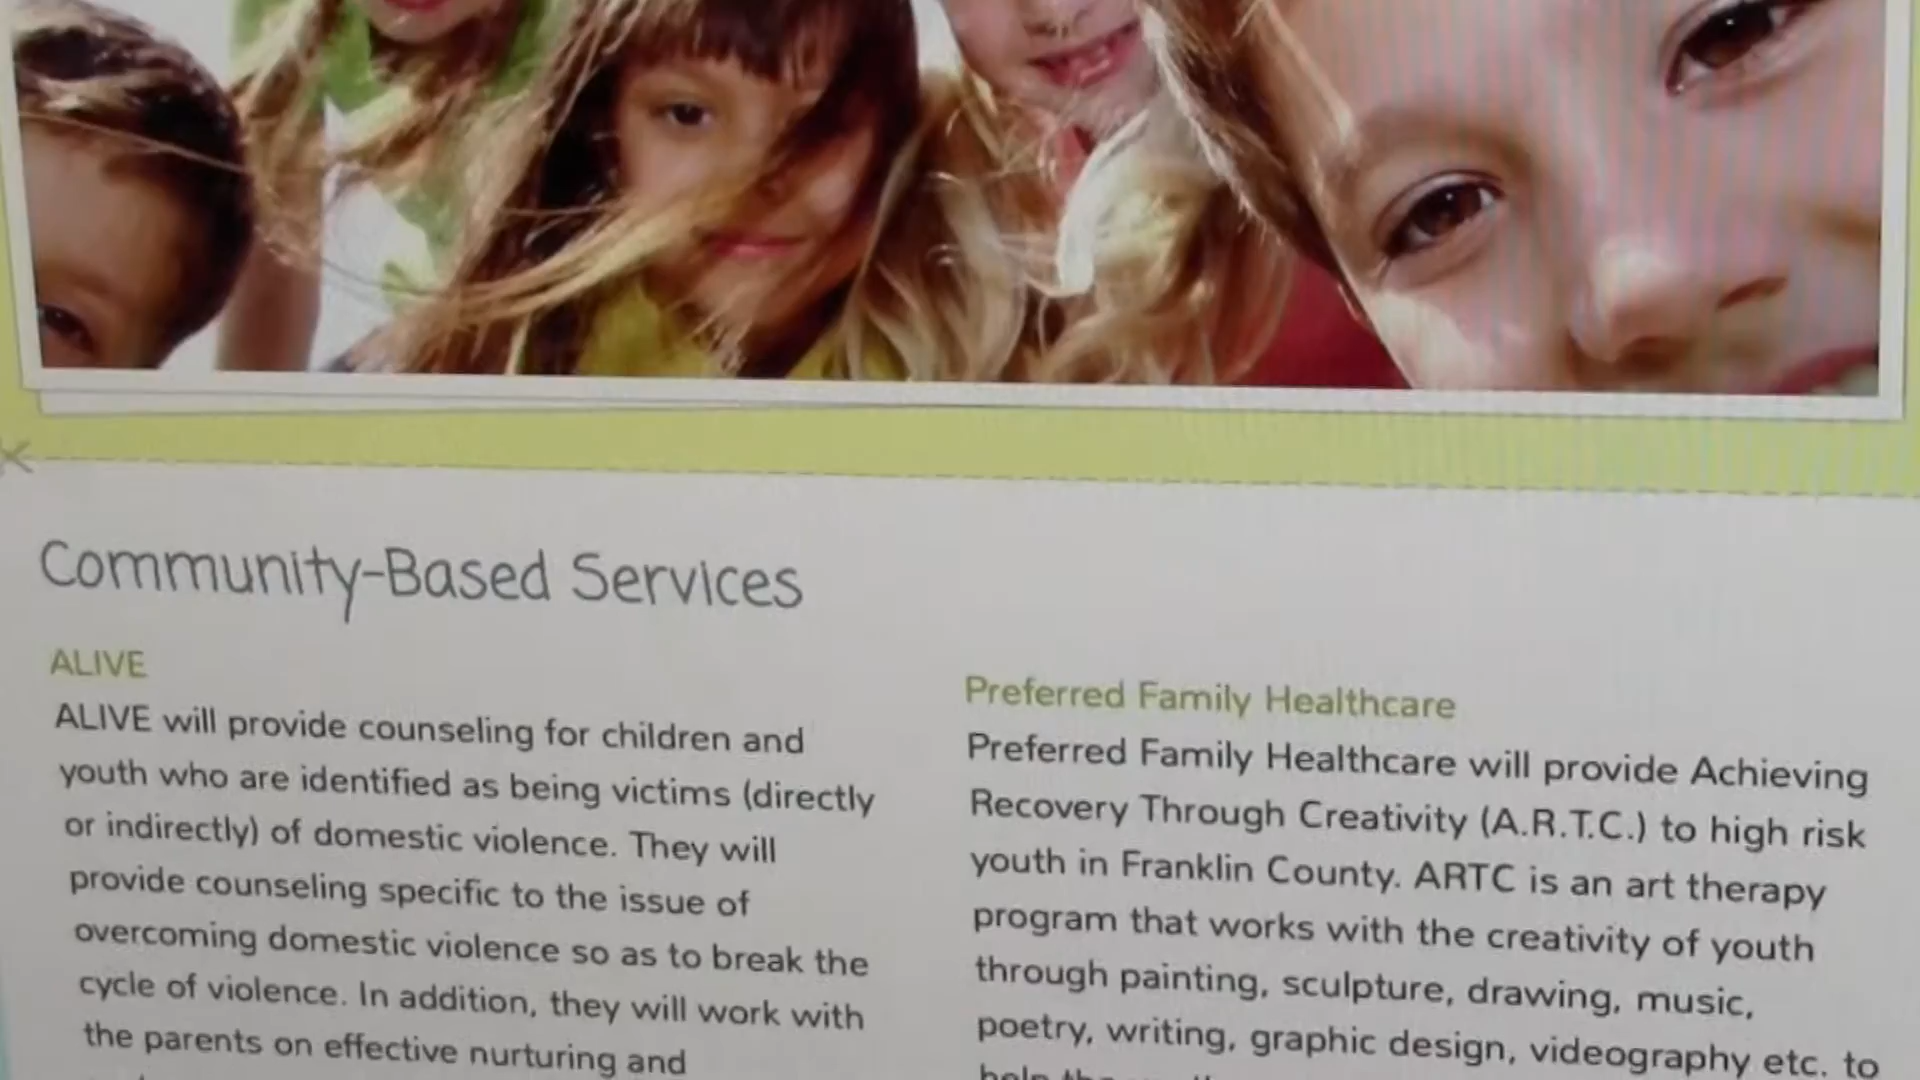 Community-Based Services
ALIVE
ALIVE will provide counseling for children and
youth who are identified as being victims (directly
or indirectly) of domestic violence. They will
provide counseling specific to the issue of
overcoming domestic violence so as to break the
cycle of violence. In addition, they will work with
the parents on effective nurturing and
Preferred Family Healthcare
Preferred Family Healthcare will provide Achieving
Recovery Through Creativity (A.R.T.C.) to high risk
youth in Franklin County. ARTC is an art therapy
program that works with the creativity of youth
through painting, sculpture, drawing, music,
poetry, writing, graphic design, videography etc. to
help